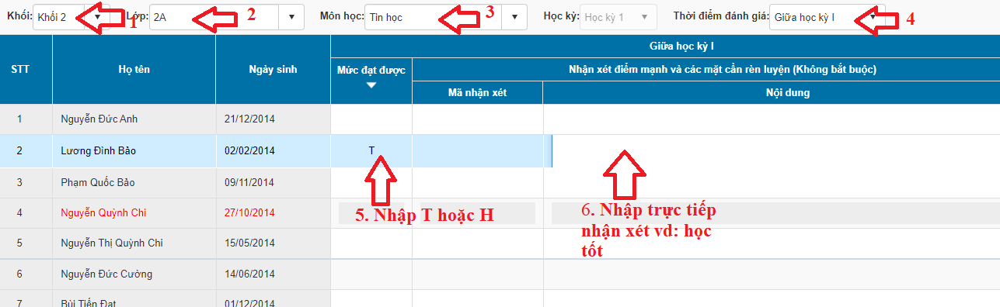 Khối: Khối 2 1 Lớp: 2A 2 Môn học: Tin học 3 Học kỳ: Học kỳ 1 Thời điểm đánh giá: Giữa học kỳ I 4
Giữa học kỳ I
STT Họ tên Ngày sinh Mức đạt được Nhận xét điểm mạnh và các mặt cần rèn luyện (Không bắt buộc)
Mã nhận xét Nội dung
1 Nguyễn Đức Anh 21/12/2014
2 Lương Đình Bảo 02/02/2014 T
3 Phạm Quốc Bảo 09/11/2014
4 Nguyễn Quỳnh Chi 27/10/2014
5. Nhập T hoặc H
6. Nhập trực tiếp
nhận xét vd: học
tốt
5 Nguyễn Thị Quỳnh Chi 15/05/2014
6 Nguyễn Đức Cường 14/06/2014
7 Bùi Tiến Đạt 01/12/2014